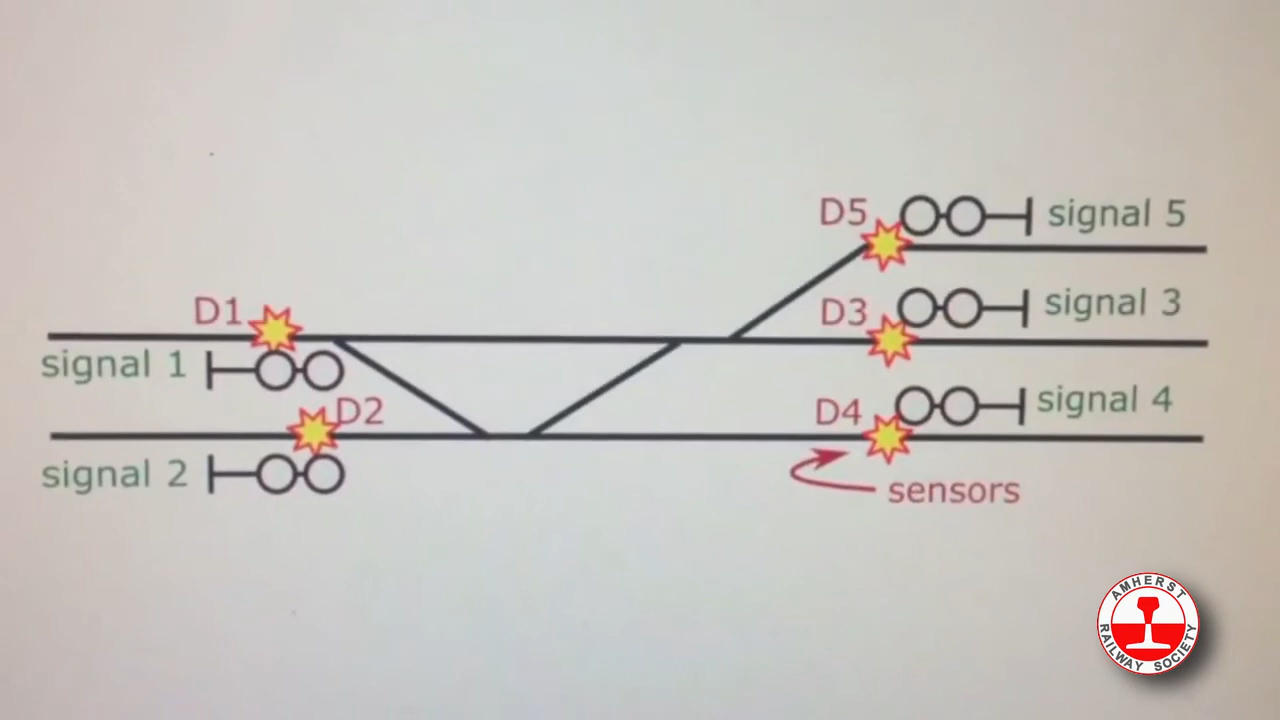 D5
signal 5
D1
D3
signal 3
signal 1
D2
D4
signal 4
signal 2
sensors
AMHERST
RAILWAY SOCIETY